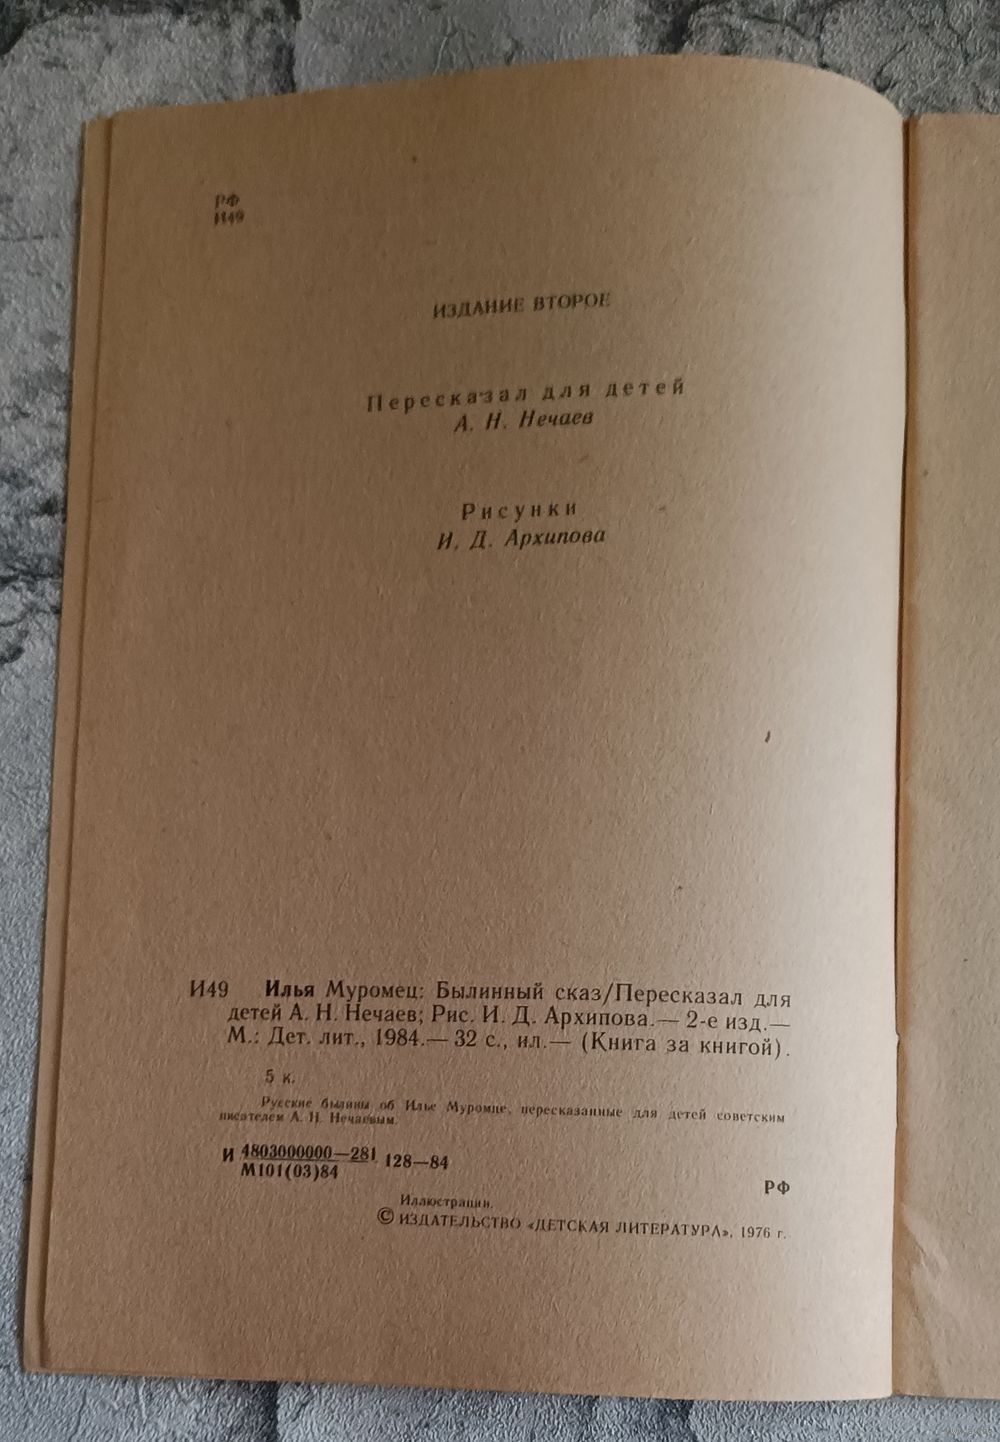 РФ
И49
ИЗДАНИЕ ВТОРОЕ
Пересказал для детей
А. Н. Нечаев
Рисунки
И. Д. Архипова
И49 Илья Муромец: Былинный сказ/Пересказал для
детей А. Н. Нечаев; Рис. И. Д. Архипова.— 2-е изд.—
М.: Дет. лит., 1984.— 32 с., ил.— (Книга за книгой).
5 к.
Русские былины об Илье Муромце, пересказанные для детей советским
писателем А. Н. Нечаевым.
И 4803000000—281 128—84
М101(03)84
РФ
Иллюстрации.
© ИЗДАТЕЛЬСТВО «ДЕТСКАЯ ЛИТЕРАТУРА», 1976 г.